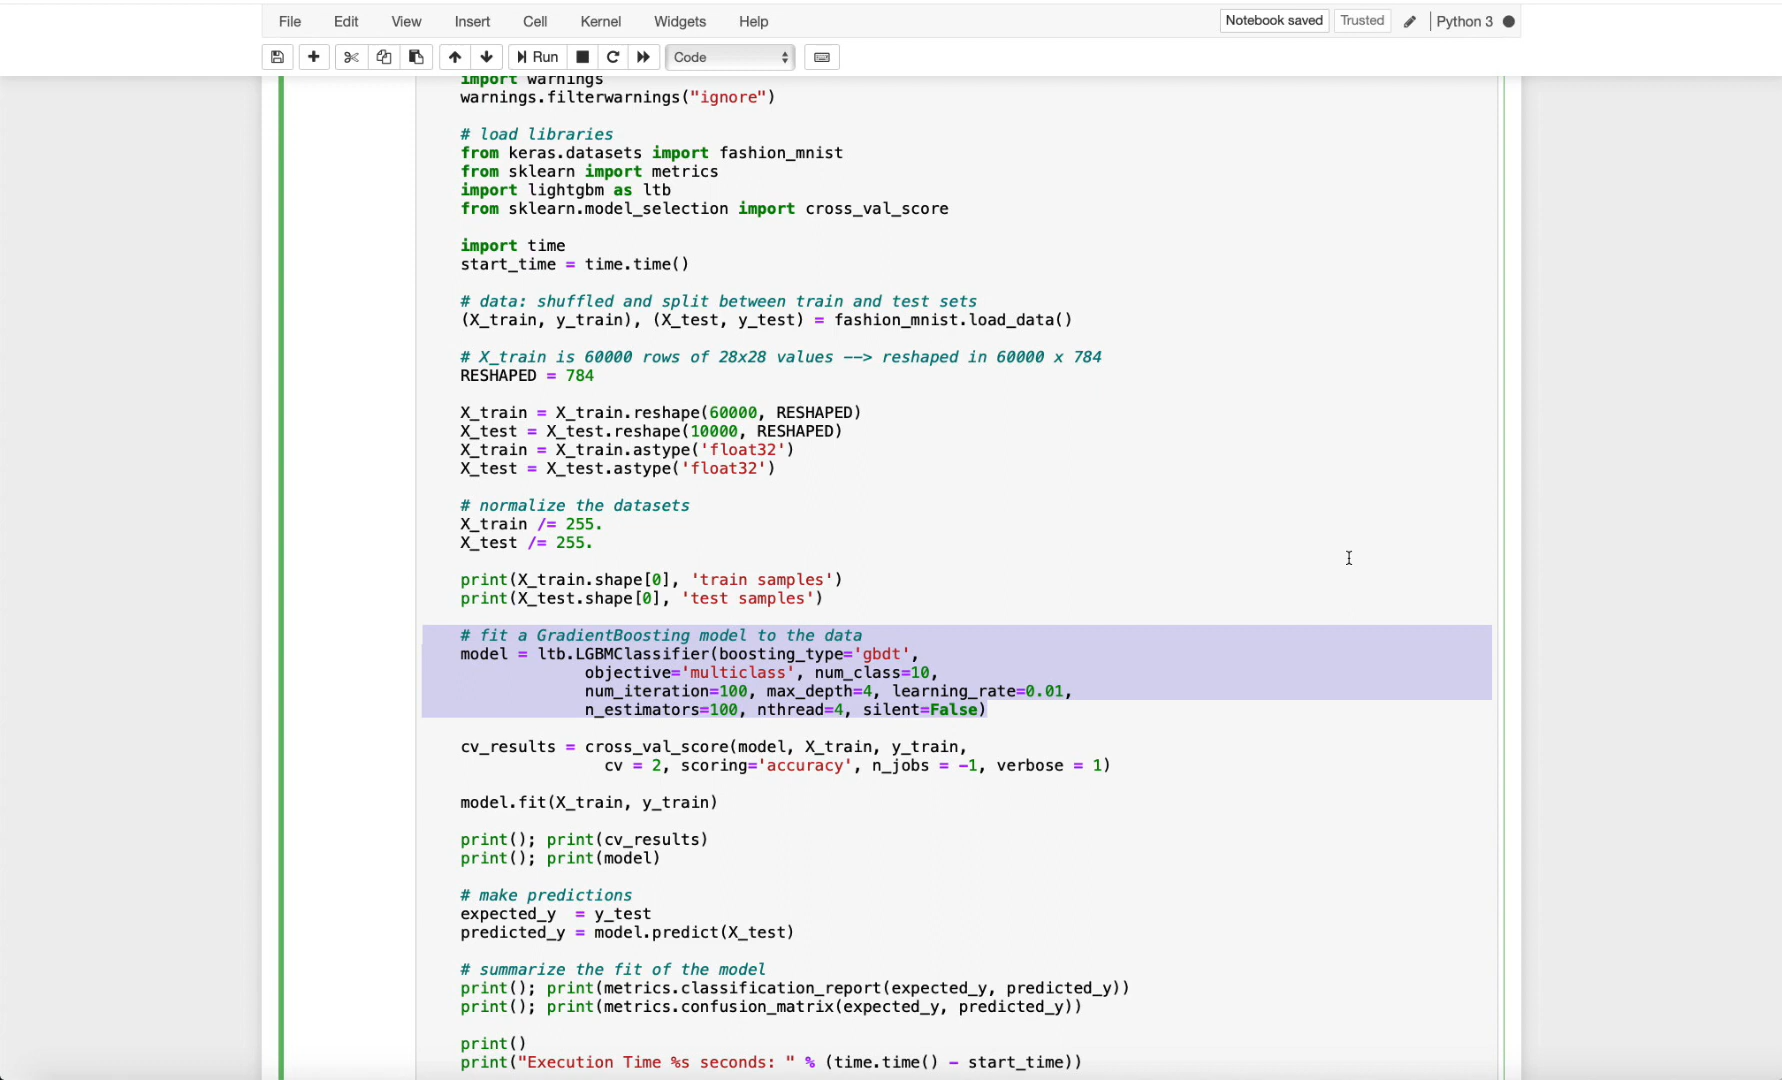 File Edit View Insert Cell Kernel Widgets Help Notebook saved Trusted Python 3
Run Code
import warnings
warnings.filterwarnings("ignore")
# load libraries
from keras.datasets import fashion_mnist
from sklearn import metrics
import lightgbm as ltb
from sklearn.model_selection import cross_val_score
import time
start_time = time.time()
# data: shuffled and split between train and test sets
(X_train, y_train), (X_test, y_test) = fashion_mnist.load_data()
# X_train is 60000 rows of 28x28 values --> reshaped in 60000 x 784
RESHAPED = 784
X_train = X_train.reshape(60000, RESHAPED)
X_test = X_test.reshape(10000, RESHAPED)
X_train = X_train.astype('float32')
X_test = X_test.astype('float32')
# normalize the datasets
X_train /= 255.
X_test /= 255.
print(X_train.shape[0], 'train samples')
print(X_test.shape[0], 'test samples')
# fit a GradientBoosting model to the data
model = ltb.LGBMClassifier(boosting_type='gbdt',
objective='multiclass', num_class=10,
num_iteration=100, max_depth=4, learning_rate=0.01,
n_estimators=100, nthread=4, silent=False)
cv_results = cross_val_score(model, X_train, y_train,
cv = 2, scoring='accuracy', n_jobs = -1, verbose = 1)
model.fit(X_train, y_train)
print(); print(cv_results)
print(); print(model)
# make predictions
expected_y  = y_test
predicted_y = model.predict(X_test)
# summarize the fit of the model
print(); print(metrics.classification_report(expected_y, predicted_y))
print(); print(metrics.confusion_matrix(expected_y, predicted_y))
print()
print("Execution Time %s seconds: " % (time.time() - start_time))